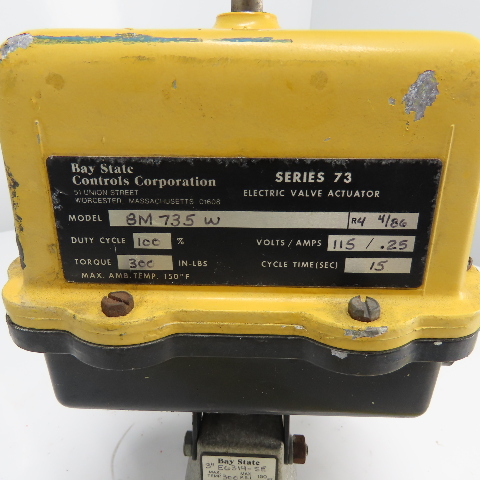 Bay State
Controls Corporation
51 UNION STREET
WORCESTER, MASSACHUSETTS 01608
SERIES 73
ELECTRIC VALVE ACTUATOR
MODEL 8M 735 W R4 4/86
DUTY CYCLE 100 % VOLTS / AMPS 115 / .25
TORQUE 300 IN-LBS CYCLE TIME(SEC) 15
MAX. AMB. TEMP. 150°F
Bay State